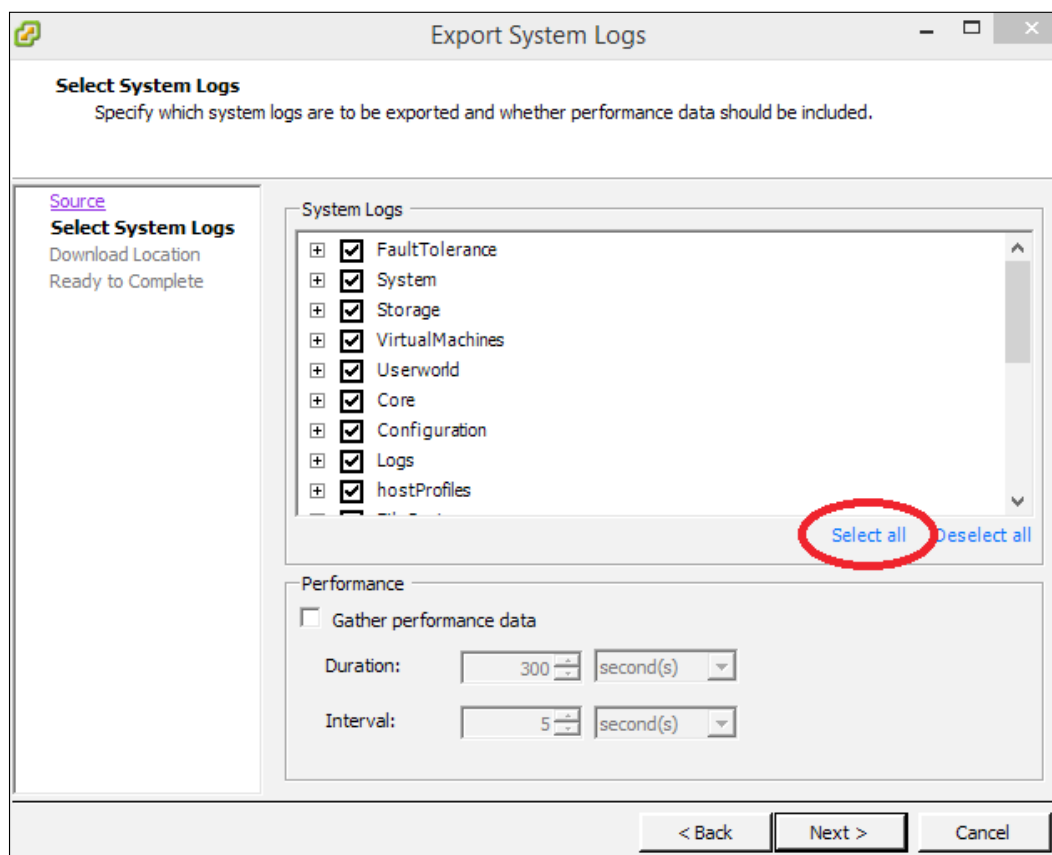 Export System Logs
Select System Logs
Specify which system logs are to be exported and whether performance data should be included.
Source
Select System Logs
Download Location
Ready to Complete
System Logs
FaultTolerance
System
Storage
VirtualMachines
Userworld
Core
Configuration
Logs
hostProfiles
Select all
Deselect all
Performance
Gather performance data
Duration: 300 second(s)
Interval: 5 second(s)
< Back
Next >
Cancel